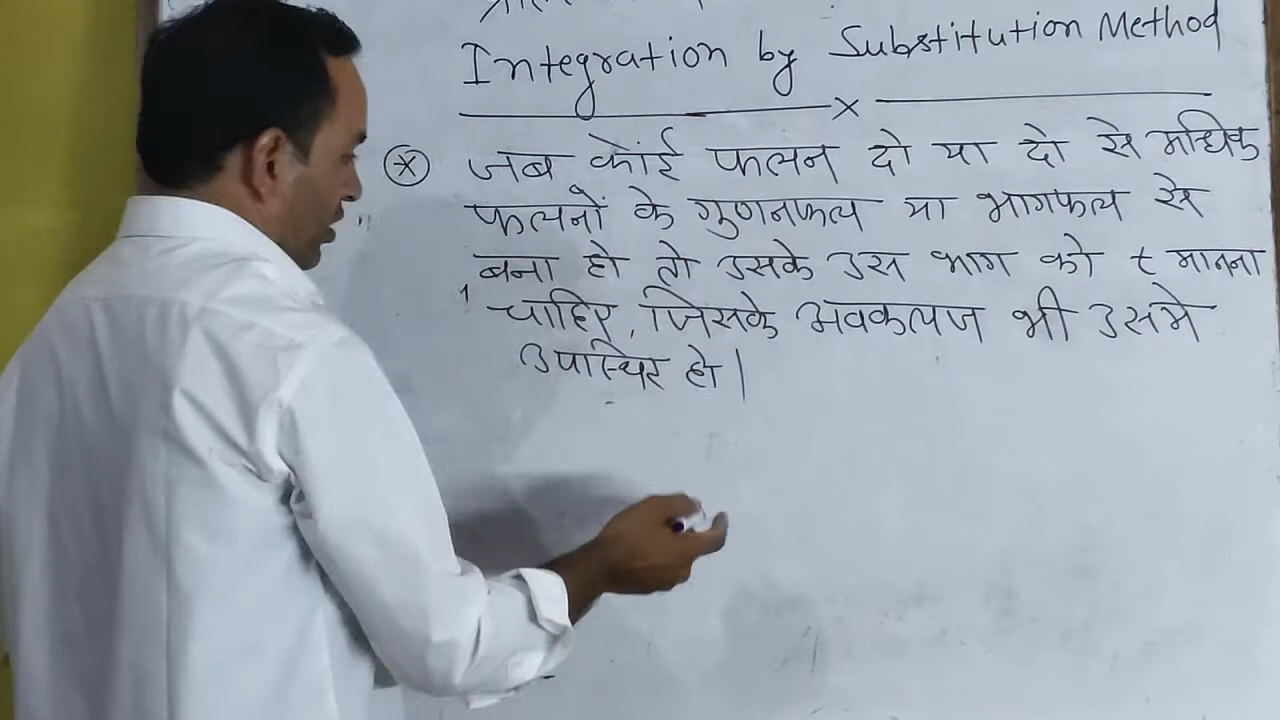 Integration by Substitution Method
जब कोई फलन दो या दो से अधिक
फलनों के गुणनफल या भागफल से
बना हो तो उसके उस भाग को t मानना
चाहिए, जिसके अवकलज भी उसमे
उपस्थित हो।